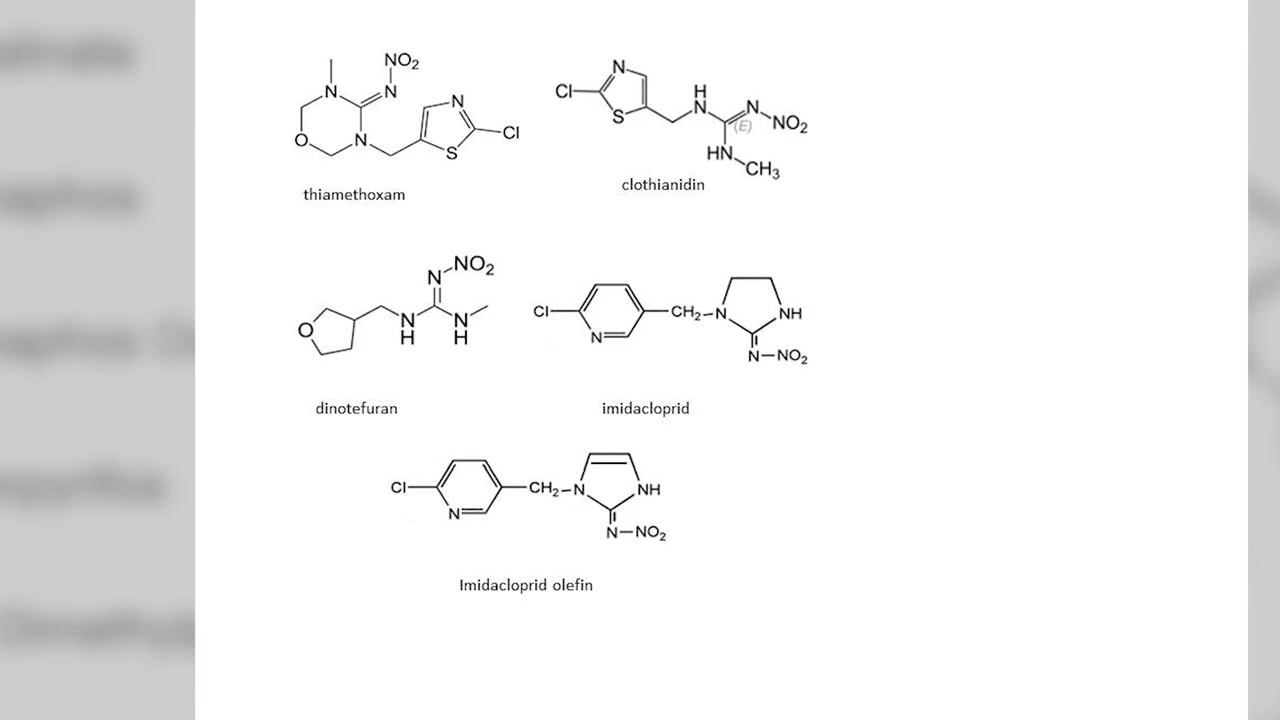 NO2
N
N
N
O
N
S
Cl
thiamethoxam
N
Cl
S
H
N
N
(E)
NO2
HN
CH3
clothianidin
NO2
N
O
N
H
N
H
dinotefuran
Cl
N
CH2
N
NH
N
NO2
imidacloprid
Cl
N
CH2
N
NH
N
NO2
Imidacloprid olefin